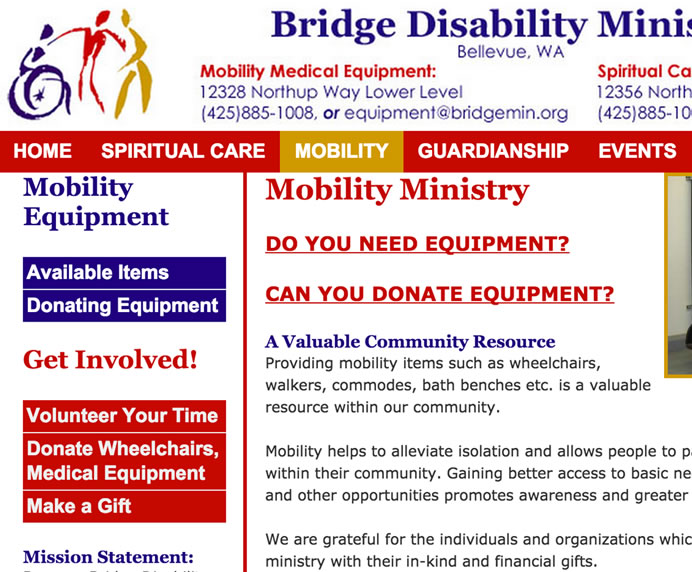 Bridge Disability Minis
Bellevue, WA
Mobility Medical Equipment:
12328 Northup Way Lower Level
(425)885-1008, or equipment@bridgemin.org
Spiritual Ca
12356 North
(425)885-10
HOME SPIRITUAL CARE MOBILITY GUARDIANSHIP EVENTS
Mobility
Equipment
Available Items
Donating Equipment
Get Involved!
Volunteer Your Time
Donate Wheelchairs,
Medical Equipment
Make a Gift
Mission Statement:
Mobility Ministry
DO YOU NEED EQUIPMENT?
CAN YOU DONATE EQUIPMENT?
A Valuable Community Resource
Providing mobility items such as wheelchairs,
walkers, commodes, bath benches etc. is a valuable
resource within our community.
Mobility helps to alleviate isolation and allows people to pa
within their community. Gaining better access to basic ne
and other opportunities promotes awareness and greater
We are grateful for the individuals and organizations whic
ministry with their in-kind and financial gifts.